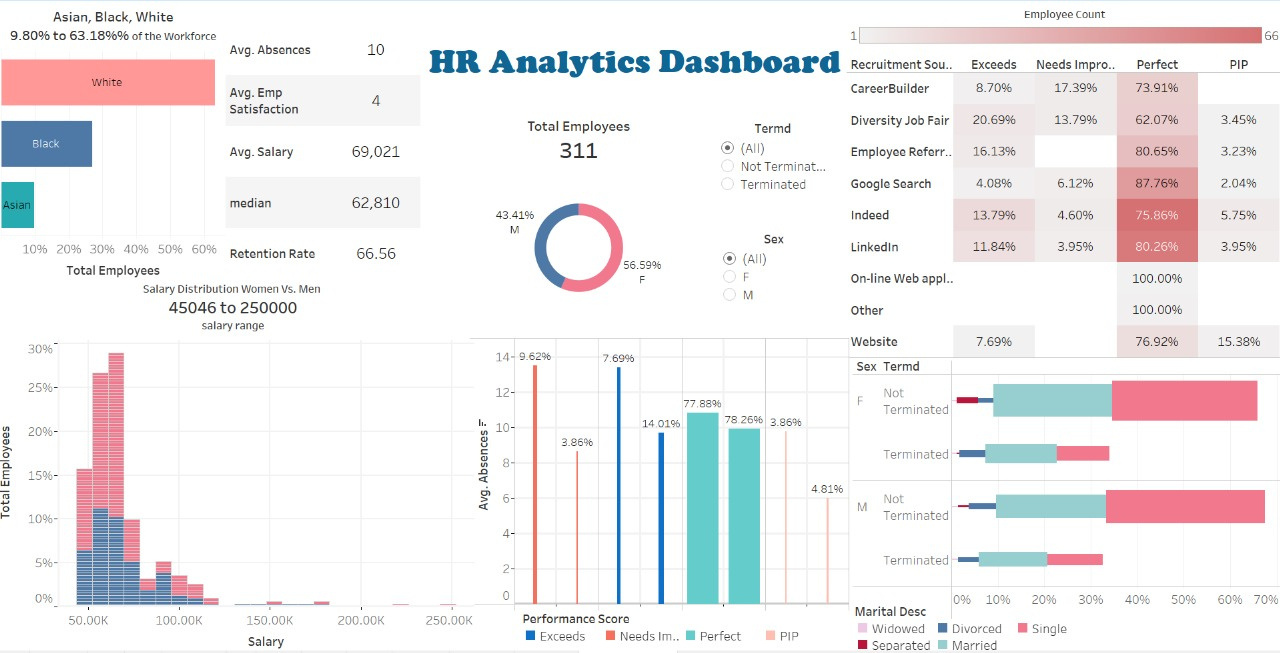 Asian, Black, White
9.80% to 63.18%% of the Workforce
White
Black
Asian
10% 20% 30% 40% 50% 60%
Total Employees
Avg. Absences 10
Avg. Emp
Satisfaction 4
Avg. Salary 69,021
median 62,810
Retention Rate 66.56
HR Analytics Dashboard
Total Employees
311
43.41%
M
56.59%
F
Termd
(All)
Not Terminat...
Terminated
Sex
(All)
F
M
Employee Count
1 66
Recruitment Sou.. Exceeds Needs Impro.. Perfect PIP
CareerBuilder 8.70% 17.39% 73.91%
Diversity Job Fair 20.69% 13.79% 62.07% 3.45%
Employee Referr.. 16.13% 80.65% 3.23%
Google Search 4.08% 6.12% 87.76% 2.04%
Indeed 13.79% 4.60% 75.86% 5.75%
LinkedIn 11.84% 3.95% 80.26% 3.95%
On-line Web appl.. 100.00%
Other 100.00%
Website 7.69% 76.92% 15.38%
Salary Distribution Women Vs. Men
45046 to 250000
salary range
Total Employees
30%
25%
20%
15%
10%
5%
0%
50.00K 100.00K 150.00K 200.00K 250.00K
Salary
Avg. Absences
14
12
10
8
6
4
2
0
9.62%
3.86%
7.69%
14.01%
77.88%
78.26%
3.86%
4.81%
Performance Score
Exceeds Needs Im.. Perfect PIP
Sex Termd
F Not
Terminated
Terminated
M Not
Terminated
Terminated
0% 10% 20% 30% 40% 50% 60% 70%
Marital Desc
Widowed Divorced Single
Separated Married